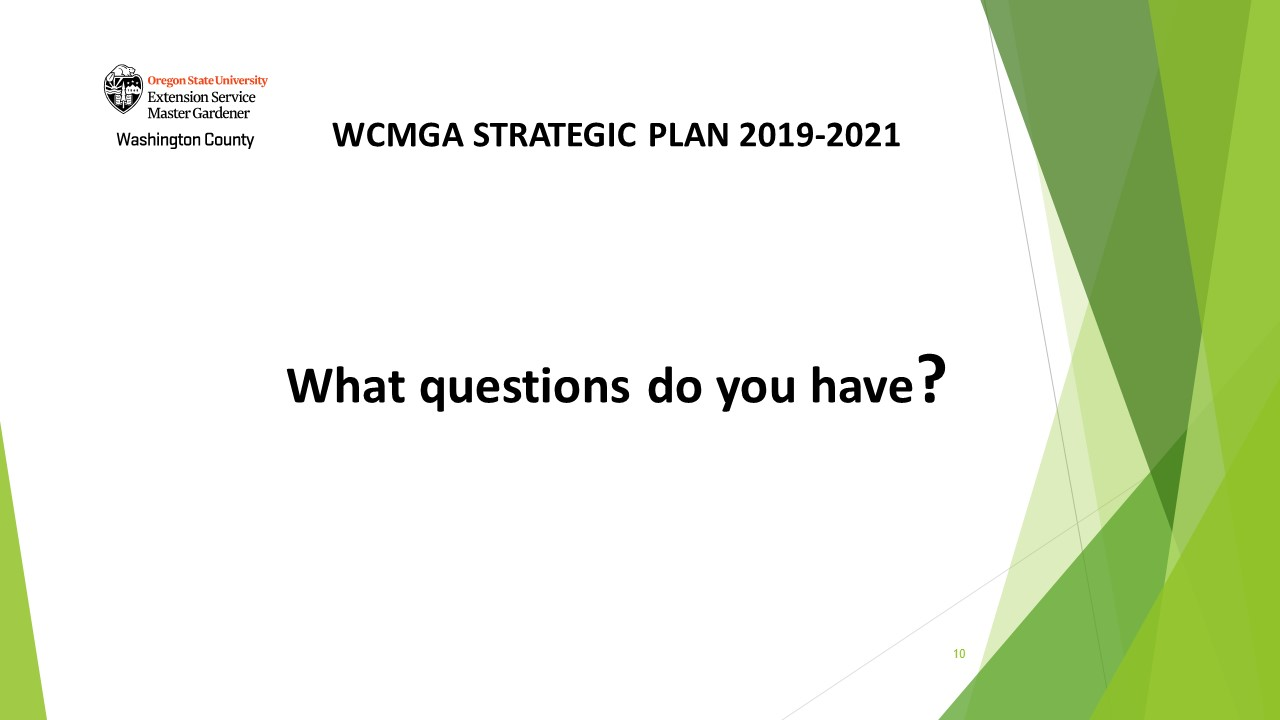 Oregon State University
Extension Service
Master Gardener
Washington County
WCMGA STRATEGIC PLAN 2019-2021
What questions do you have?
10